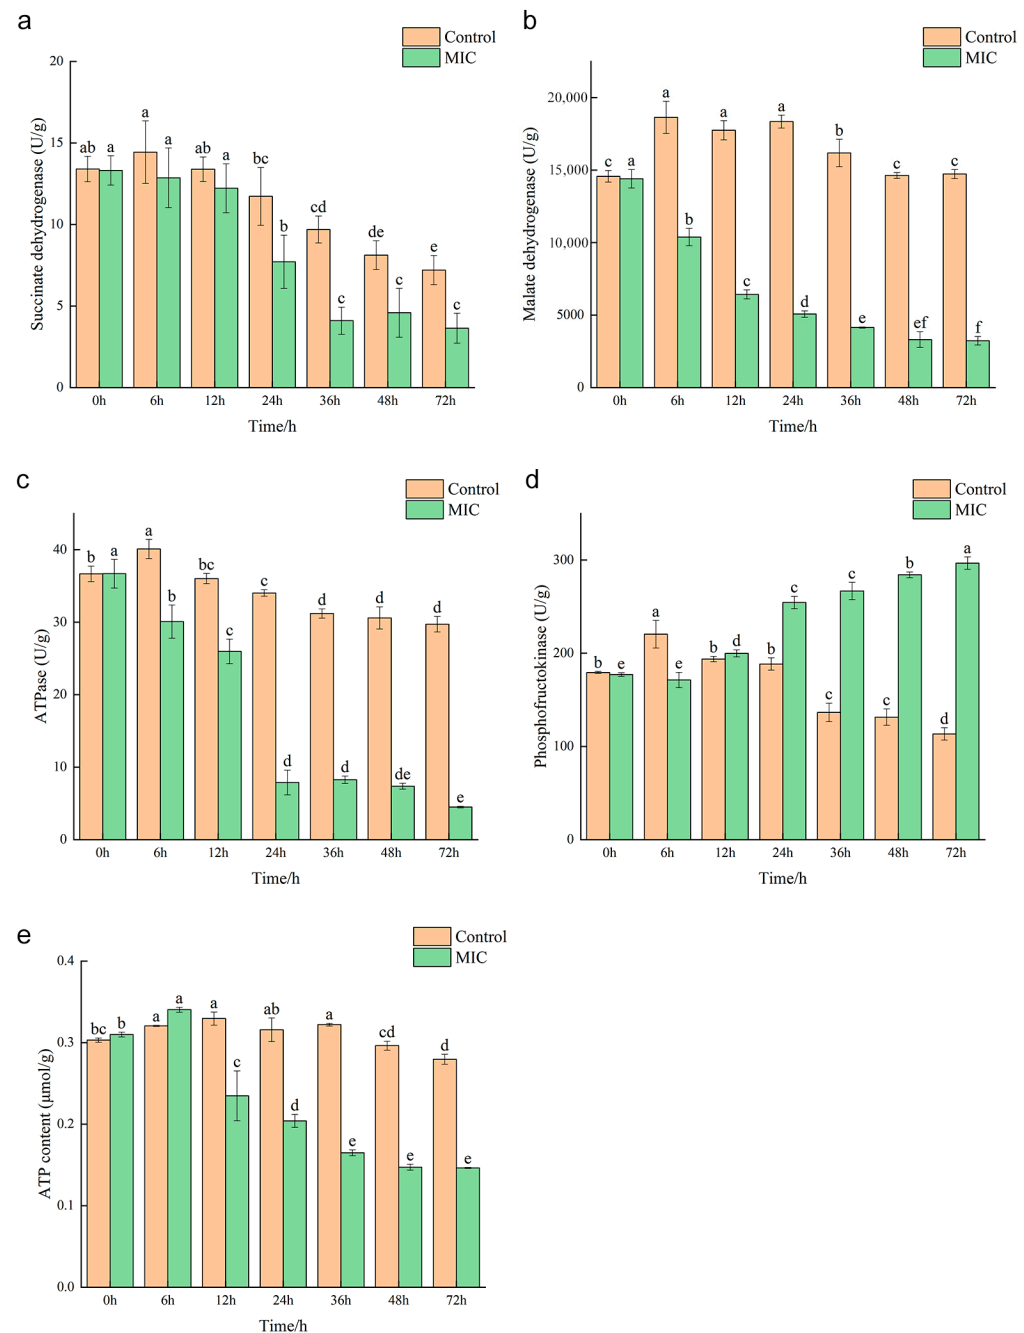 a
Control
MIC
Succinate dehydrogenase (U/g)
20
15
10
5
0
ab a a a ab a bc b cd c de c e c
0h 6h 12h 24h 36h 48h 72h
Time/h
b
Control
MIC
Malate dehydrogenase (U/g)
20,000
15,000
10,000
5000
0
c a a b a c a d b e c ef c f
0h 6h 12h 24h 36h 48h 72h
Time/h
c
Control
MIC
ATPase (U/g)
40
30
20
10
0
b a a b bc c c d d d d de d e
0h 6h 12h 24h 36h 48h 72h
Time/h
d
Control
MIC
Phosphofructokinase (U/g)
300
200
100
0
b e a e b d b c c c c b d a
0h 6h 12h 24h 36h 48h 72h
Time/h
e
Control
MIC
ATP content (μmol/g)
0.4
0.3
0.2
0.1
0.0
bc b a a a c ab d a e cd e d e
0h 6h 12h 24h 36h 48h 72h
Time/h